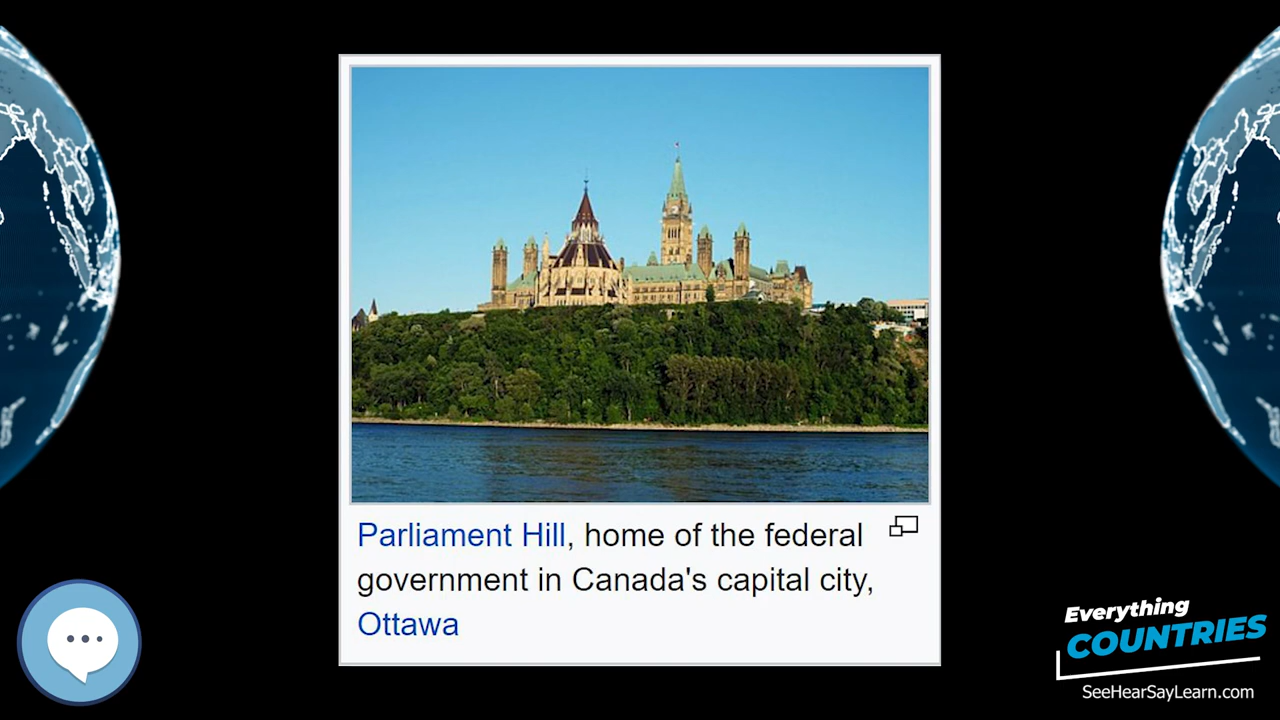 Parliament Hill, home of the federal
government in Canada's capital city,
Ottawa
Everything
COUNTRIES
SeeHearSayLearn.com